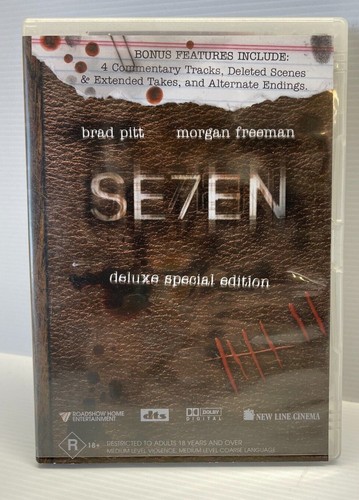 BONUS FEATURES INCLUDE:
4 Commentary Tracks, Deleted Scenes
& Extended Takes, and Alternate Endings.
brad pitt morgan freeman
SE7EN
deluxe special edition
ROADSHOW HOME
ENTERTAINMENT
dts
DOLBY
DIGITAL
NEW LINE CINEMA
R 18+
RESTRICTED TO ADULTS 18 YEARS AND OVER
MEDIUM LEVEL VIOLENCE, MEDIUM LEVEL COARSE LANGUAGE